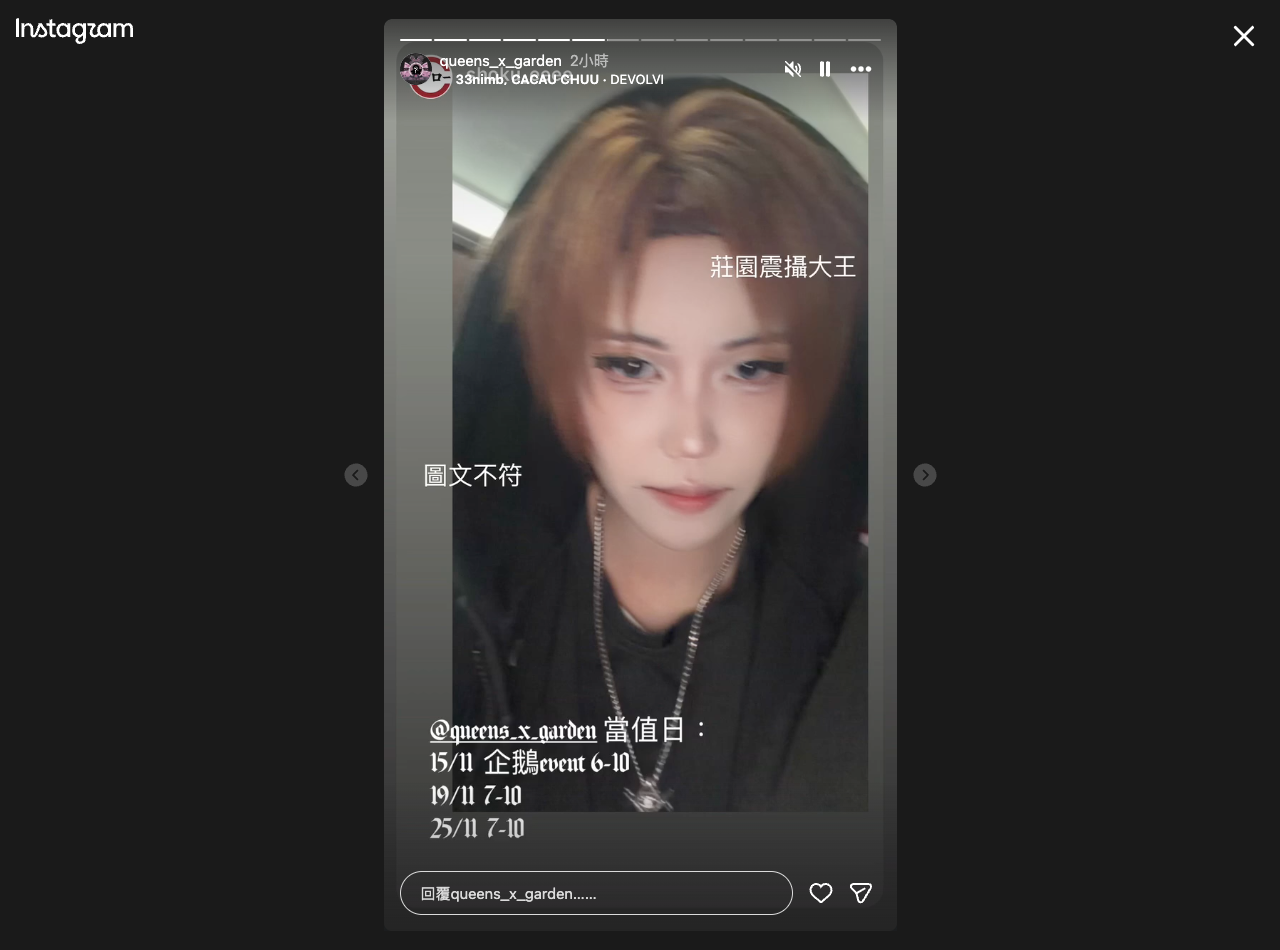 Instagram
queens_x_garden 2小時
33nimb, CACAU CHUU · DEVOLVI
莊園震攝大王
圖文不符
@queens_x_garden 當值日：
15/11 企鵝event 6-10
19/11 7-10
25/11 7-10
回覆queens_x_garden......